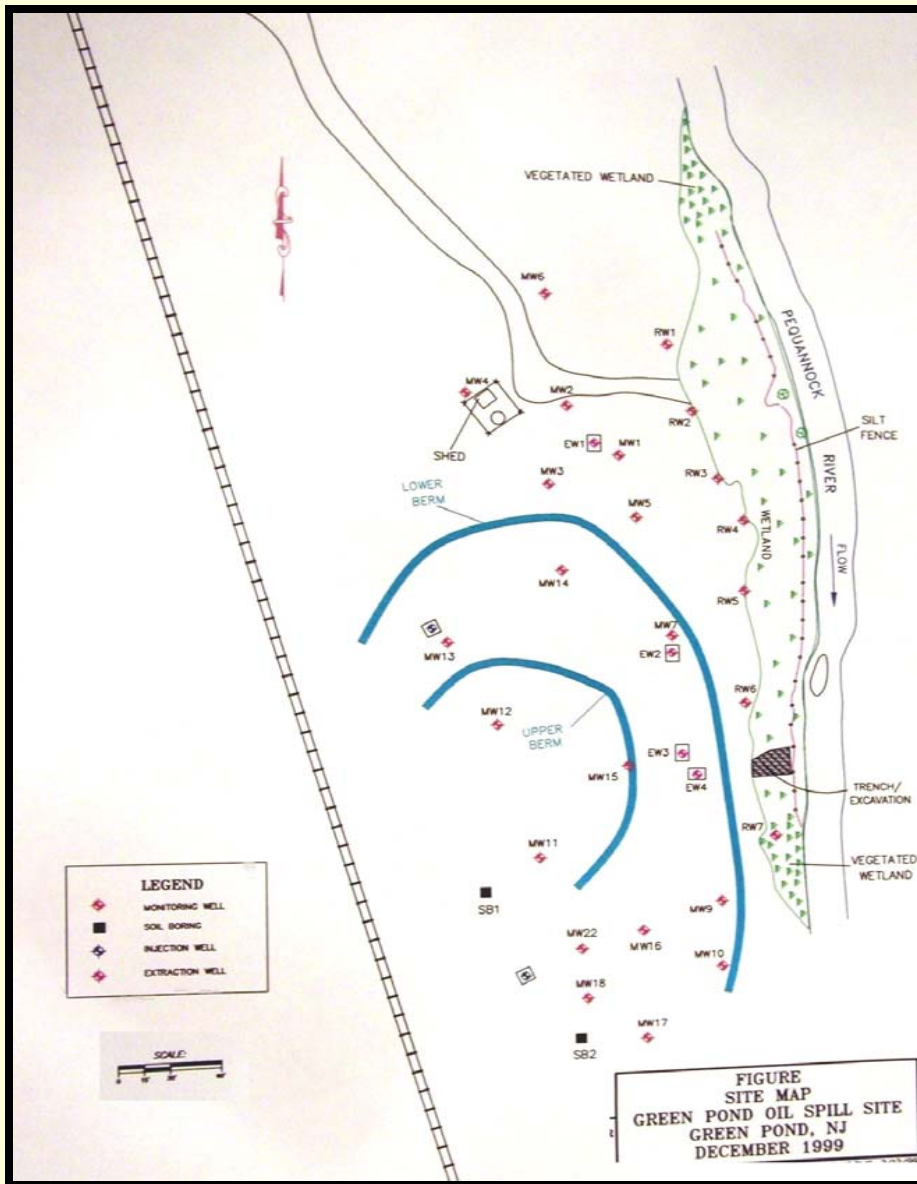 VEGETATED WETLAND
MW6
RW1
PEQUANNOCK
RIVER
MW4
MW2
RW2
SILT
FENCE
EW1
MW1
SHED
MW3
RW3
LOWER
BERM
MW5
RW4
WETLAND
FLOW
MW14
RW5
MW7
MW13
EW2
RW6
MW12
UPPER
BERM
EW3
MW15
EW4
TRENCH/
EXCAVATION
RW7
MW11
VEGETATED
WETLAND
LEGEND
MONITORING WELL
SOIL BORING
INJECTION WELL
EXTRACTION WELL
SB1
MW9
MW22
MW16
MW10
MW18
MW17
SB2
SCALE:
FIGURE
SITE MAP
GREEN POND OIL SPILL SITE
GREEN POND, NJ
DECEMBER 1999